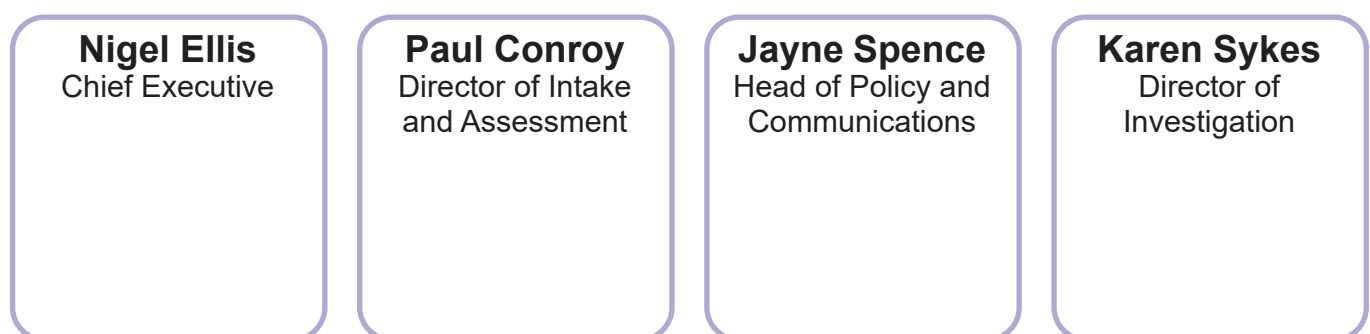 Nigel Ellis
Chief Executive
Paul Conroy
Director of Intake
and Assessment
Jayne Spence
Head of Policy and
Communications
Karen Sykes
Director of
Investigation